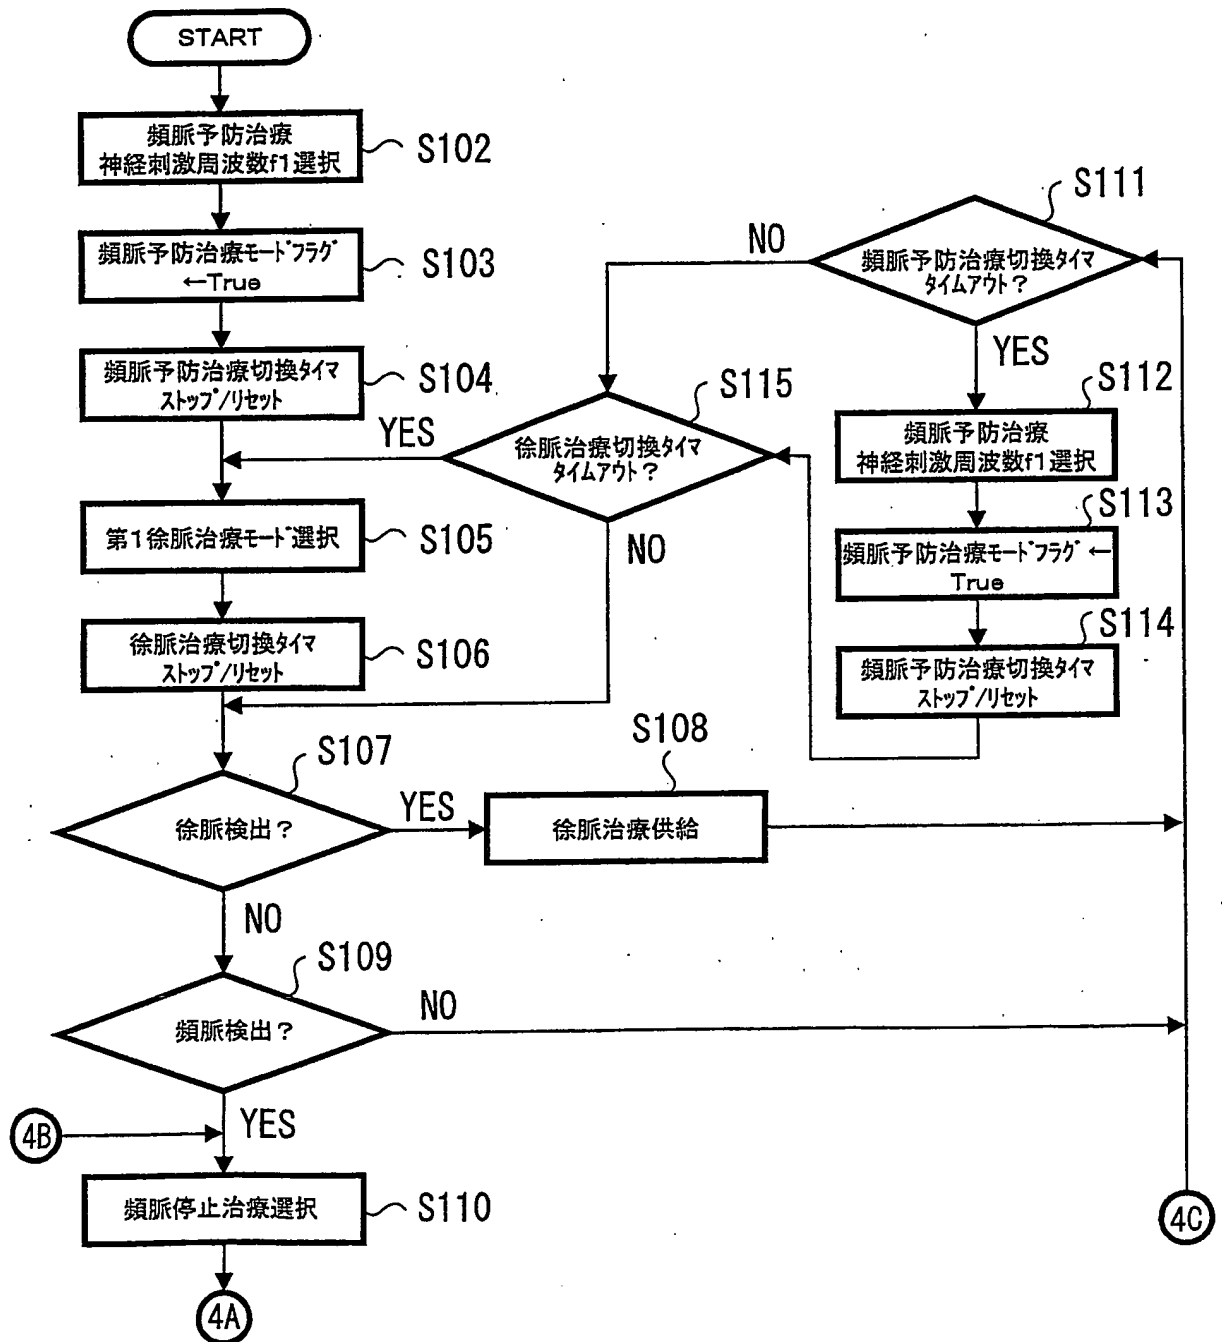 START
頻脈予防治療
神経刺激周波数f1選択
S102
頻脈予防治療モードフラグ
←True
S103
頻脈予防治療切換タイマ
ストップ/リセット
S104
YES
第1徐脈治療モード選択
S105
徐脈治療切換タイマ
ストップ/リセット
S106
S107
徐脈検出?
YES
S108
徐脈治療供給
NO
S109
頻脈検出?
NO
YES
4B
頻脈停止治療選択
S110
4A
S111
頻脈予防治療切換タイマ
タイムアウト?
NO
YES
S112
頻脈予防治療
神経刺激周波数f1選択
S113
頻脈予防治療モードフラグ←
True
S114
頻脈予防治療切換タイマ
ストップ/リセット
S115
徐脈治療切換タイマ
タイムアウト?
NO
4C